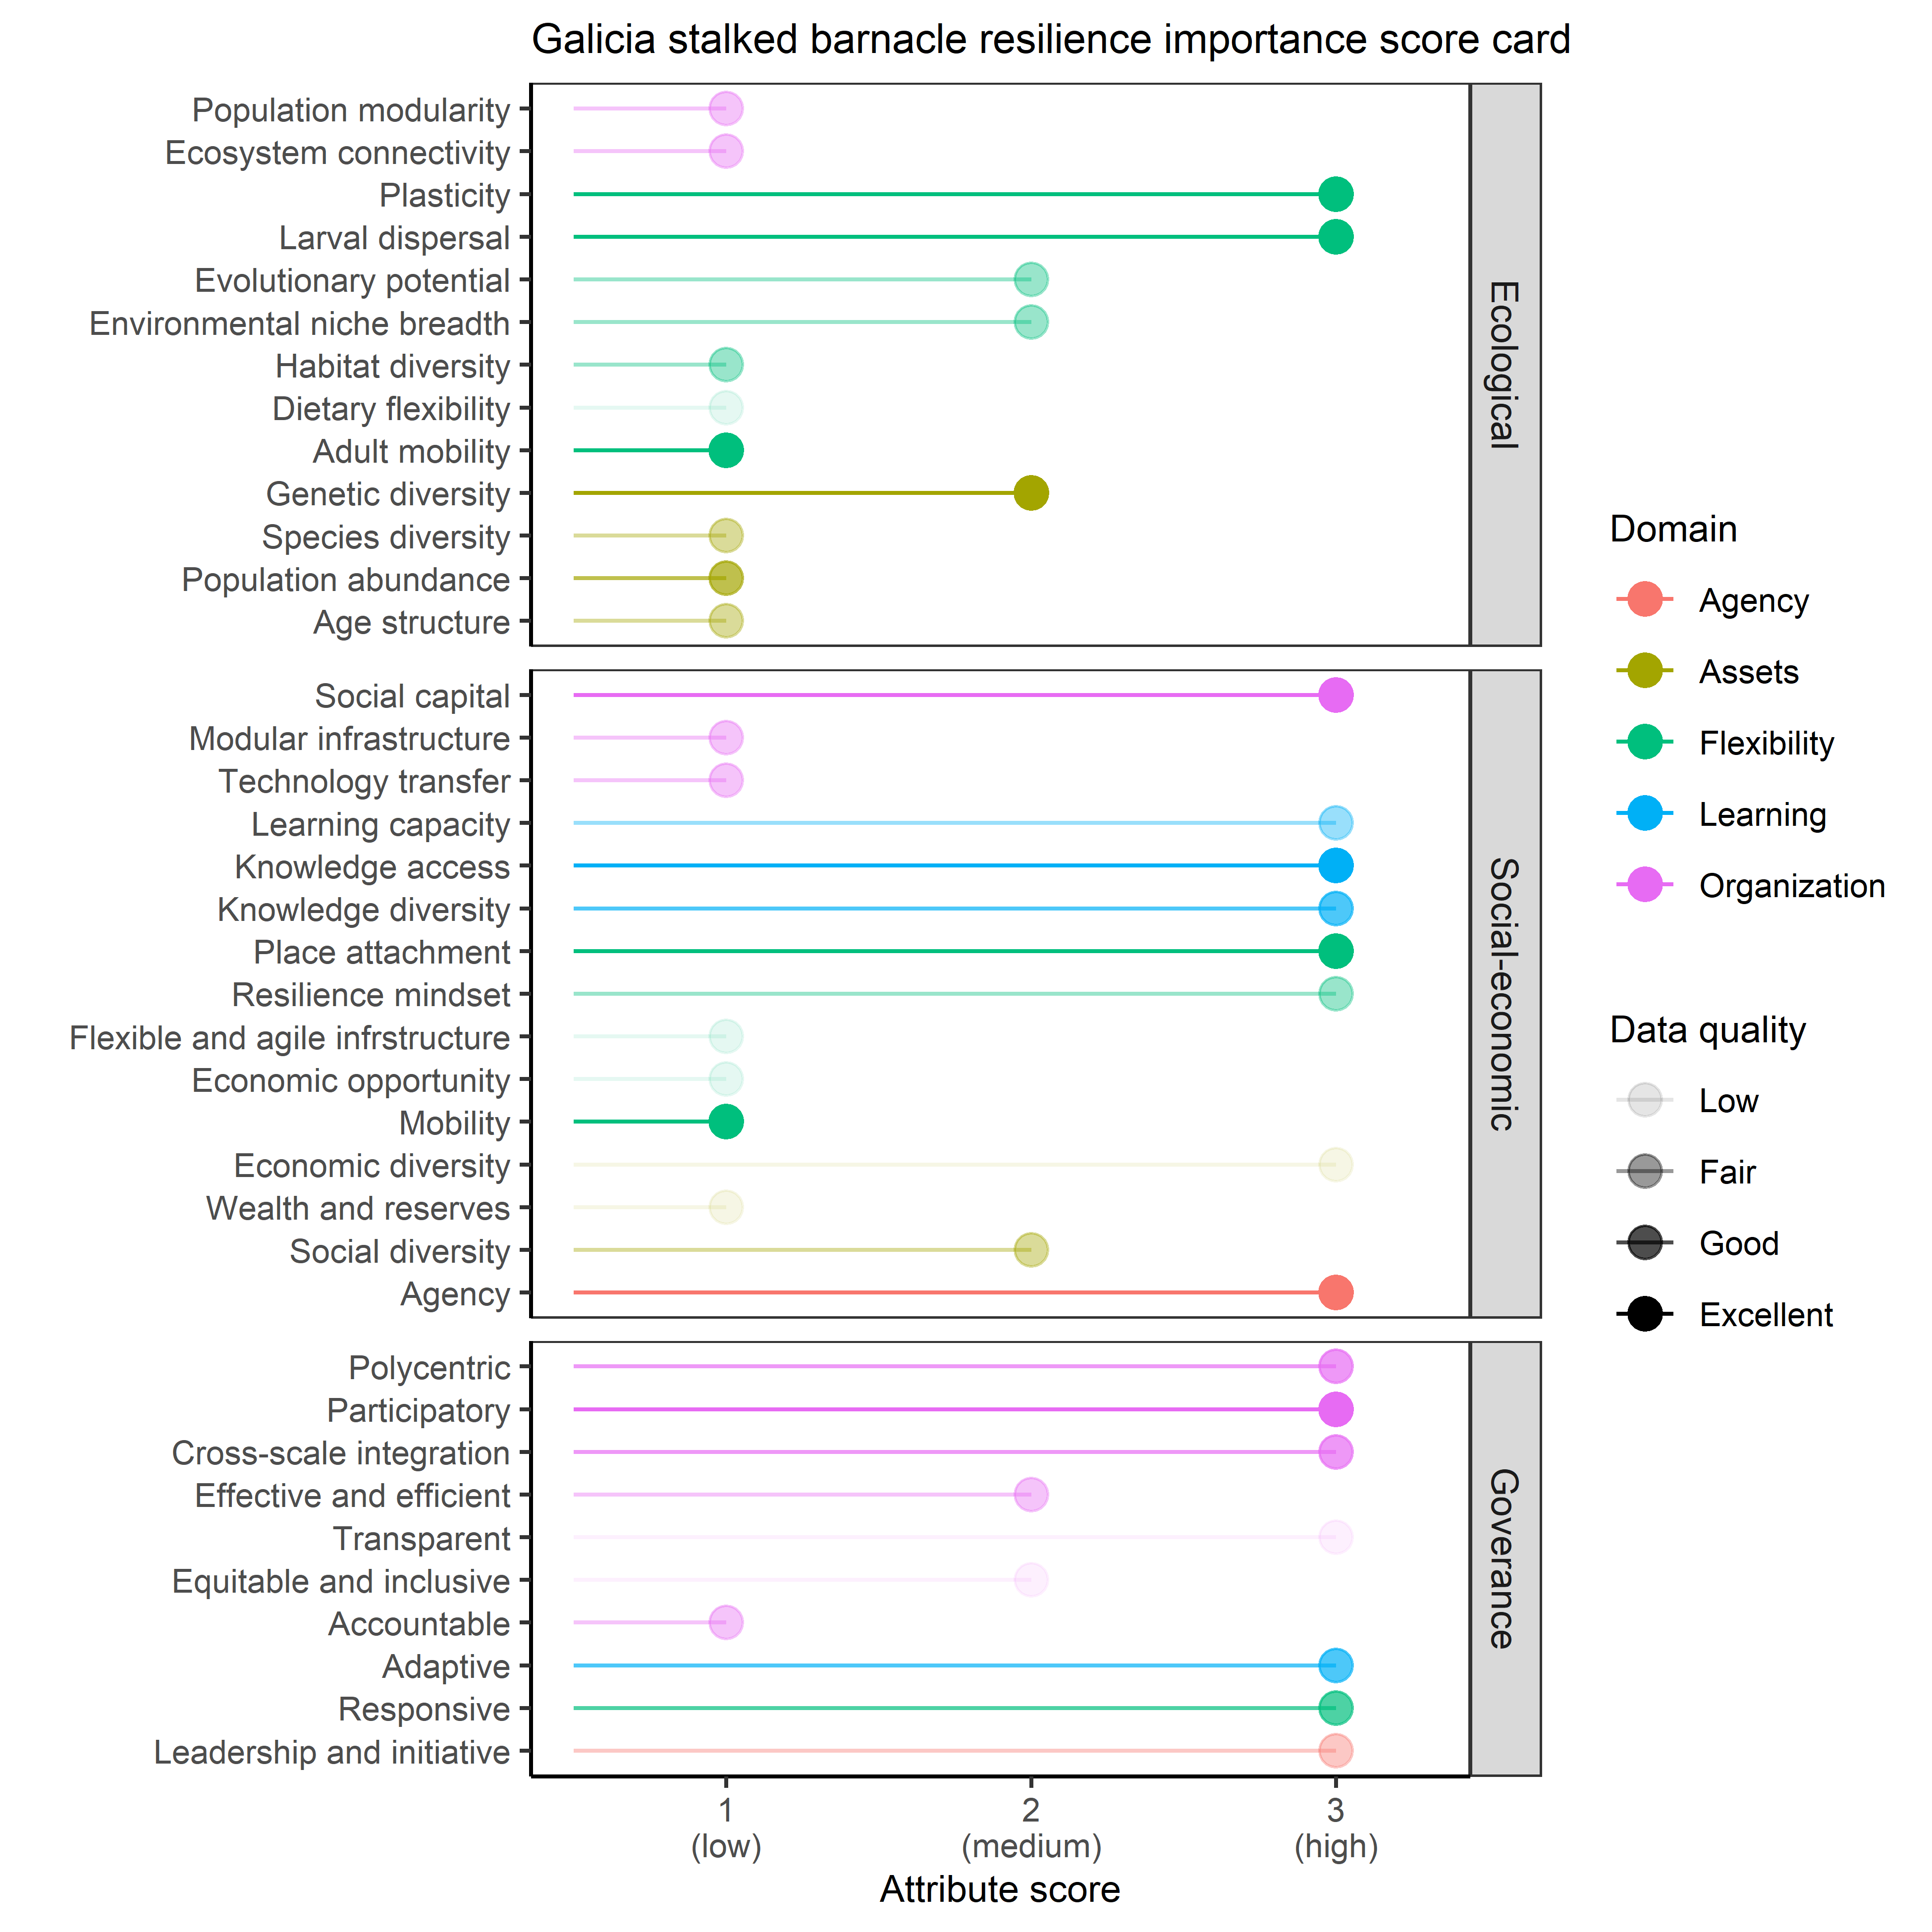 Galicia stalked barnacle resilience importance score card
Population modularity
Ecosystem connectivity
Plasticity
Larval dispersal
Evolutionary potential
Environmental niche breadth
Habitat diversity
Dietary flexibility
Adult mobility
Genetic diversity
Species diversity
Population abundance
Age structure
Ecological
Social capital
Modular infrastructure
Technology transfer
Learning capacity
Knowledge access
Knowledge diversity
Place attachment
Resilience mindset
Flexible and agile infrstructure
Economic opportunity
Mobility
Economic diversity
Wealth and reserves
Social diversity
Agency
Social-economic
Polycentric
Participatory
Cross-scale integration
Effective and efficient
Transparent
Equitable and inclusive
Accountable
Adaptive
Responsive
Leadership and initiative
Goverance
1
(low)
2
(medium)
3
(high)
Attribute score
Domain
Agency
Assets
Flexibility
Learning
Organization
Data quality
Low
Fair
Good
Excellent